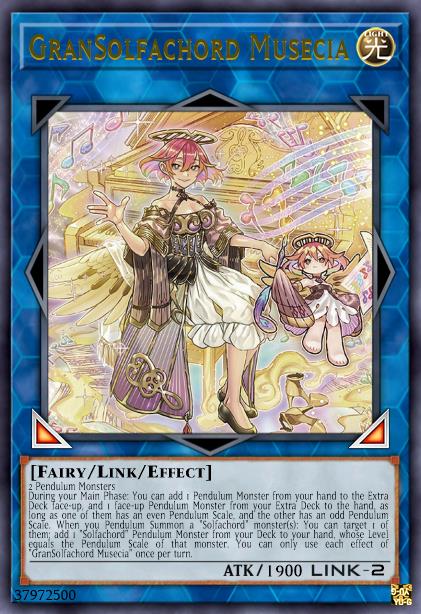 GranSolfachord Musecia
LIGHT
光
[Fairy/Link/Effect]
2 Pendulum Monsters
During your Main Phase: You can add 1 Pendulum Monster from your hand to the Extra
Deck face-up, and 1 face-up Pendulum Monster from your Extra Deck to the hand, as
long as one of them has an even Pendulum Scale, and the other has an odd Pendulum
Scale. When you Pendulum Summon a "Solfachord" monster(s): You can target 1 of
them; add 1 "Solfachord" Pendulum Monster from your Deck to your hand, whose Level
equals the Pendulum Scale of that monster. You can only use each effect of
"GranSolfachord Musecia" once per turn.
ATK/1900 LINK-2
37972500